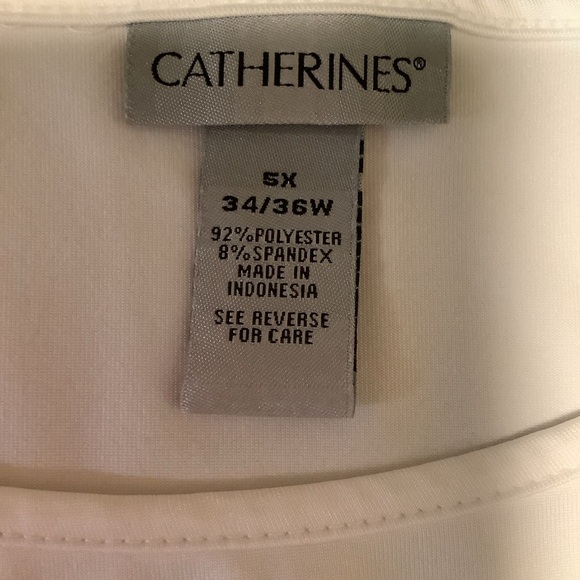 CATHERINES®
5X
34/36W
92%POLYESTER
8%SPANDEX
MADE IN
INDONESIA
SEE REVERSE
FOR CARE